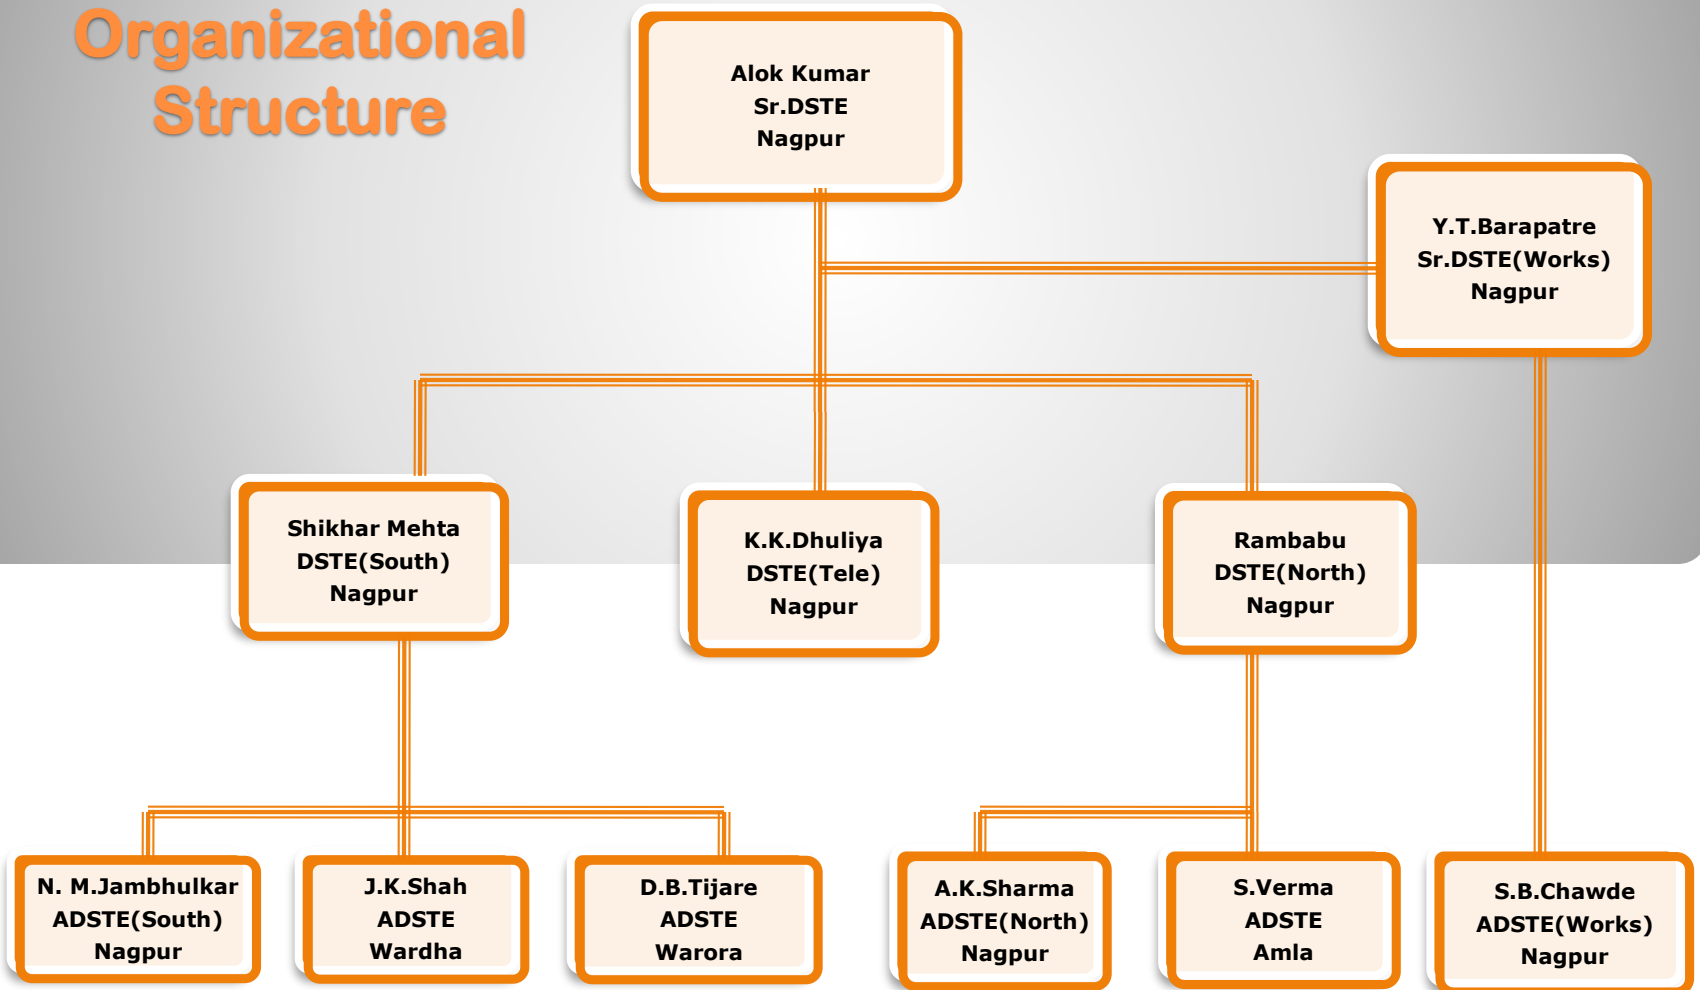 Organizational
Structure
Alok Kumar
Sr.DSTE
Nagpur
Y.T.Barapatre
Sr.DSTE(Works)
Nagpur
Shikhar Mehta
DSTE(South)
Nagpur
K.K.Dhuliya
DSTE(Tele)
Nagpur
Rambabu
DSTE(North)
Nagpur
N. M.Jambhulkar
ADSTE(South)
Nagpur
J.K.Shah
ADSTE
Wardha
D.B.Tijare
ADSTE
Warora
A.K.Sharma
ADSTE(North)
Nagpur
S.Verma
ADSTE
Amla
S.B.Chawde
ADSTE(Works)
Nagpur